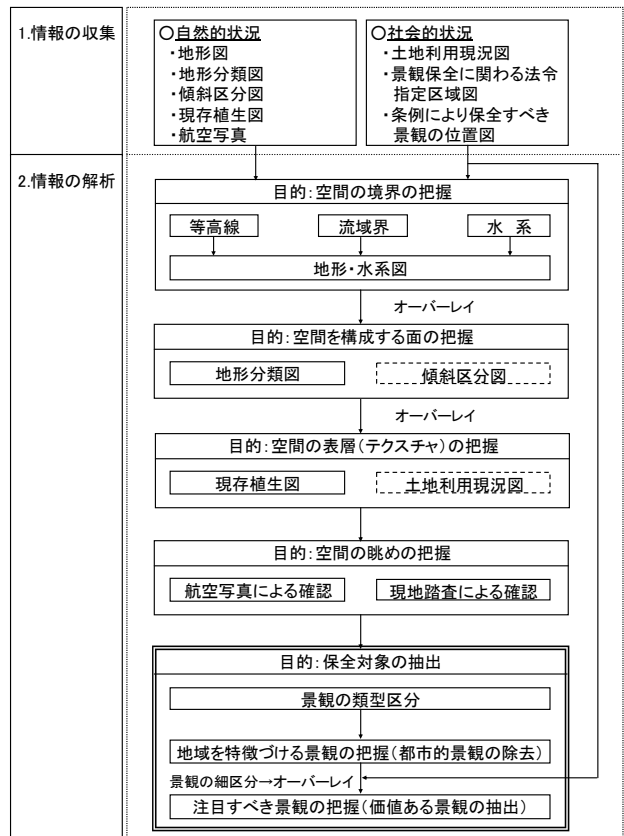 1.情報の収集
○自然的状況
・地形図
・地形分類図
・傾斜区分図
・現存植生図
・航空写真
○社会的状況
・土地利用現況図
・景観保全に関わる法令
指定区域図
・条例により保全すべき
景観の位置図
2.情報の解析
目的：空間の境界の把握
等高線
流域界
水 系
地形・水系図
オーバーレイ
目的：空間を構成する面の把握
地形分類図
傾斜区分図
オーバーレイ
目的：空間の表層（テクスチャ）の把握
現存植生図
土地利用現況図
目的：空間の眺めの把握
航空写真による確認
現地踏査による確認
目的：保全対象の抽出
景観の類型区分
地域を特徴づける景観の把握（都市的景観の除去）
景観の細区分→オーバーレイ
注目すべき景観の把握（価値ある景観の抽出）